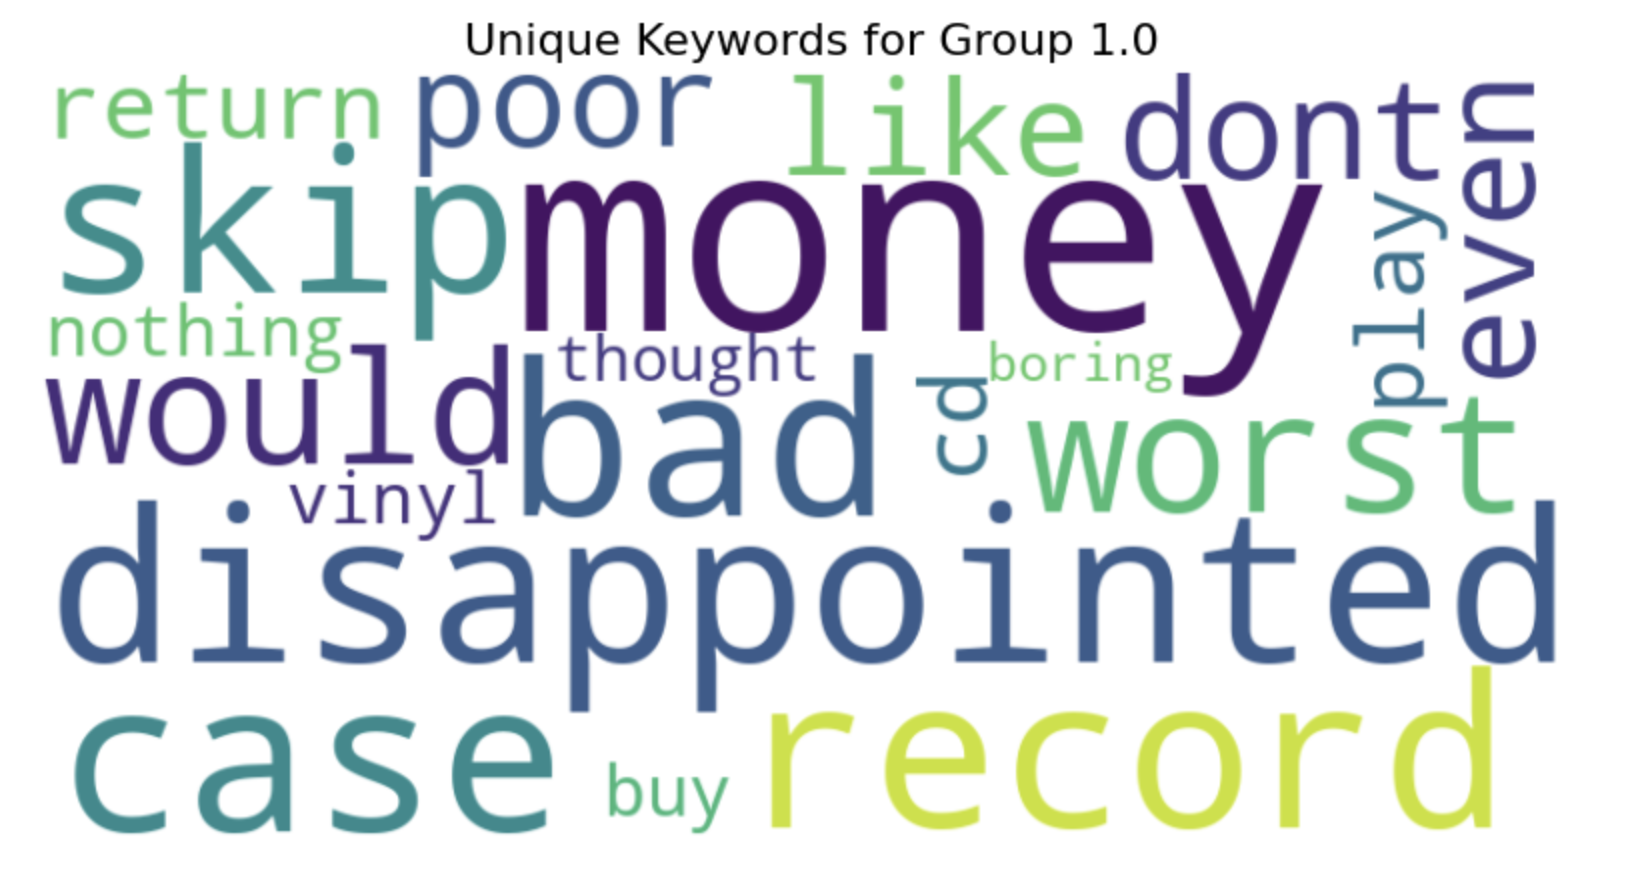 Unique Keywords for Group 1.0
return poor like dont even
skip money play
nothing thought boring
would bad cd worst
vinyl
disappointed
case buy record